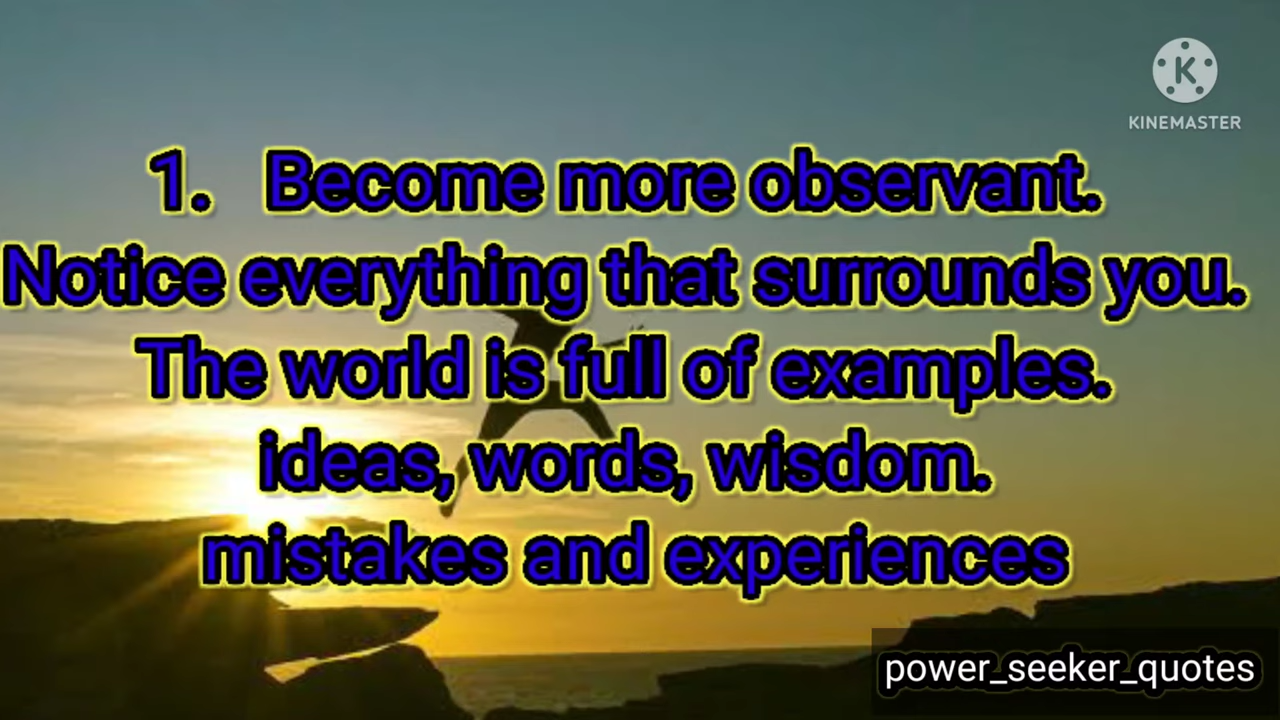 KINEMASTER
1. Become more observant.
Notice everything that surrounds you.
The world is full of examples.
ideas, words, wisdom.
mistakes and experiences
power_seeker_quotes